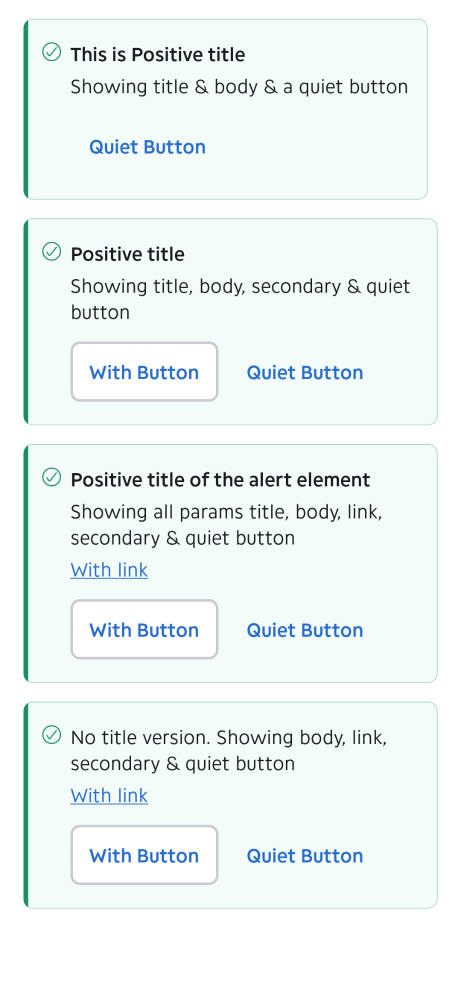 This is Positive title
Showing title & body & a quiet button
Quiet Button
Positive title
Showing title, body, secondary & quiet
button
With Button
Quiet Button
Positive title of the alert element
Showing all params title, body, link,
secondary & quiet button
With link
With Button
Quiet Button
No title version. Showing body, link,
secondary & quiet button
With link
With Button
Quiet Button